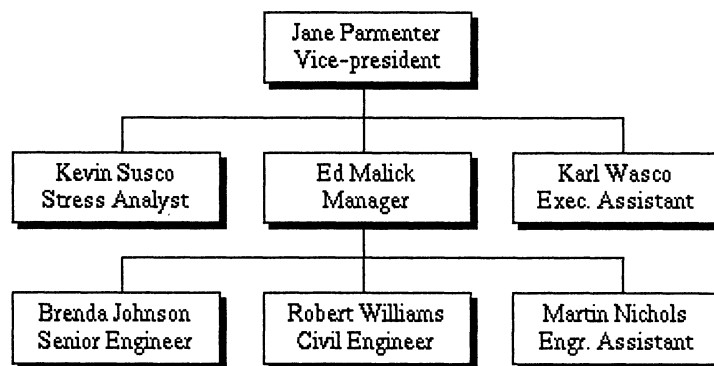 Jane Parmenter
Vice-president
Kevin Susco
Stress Analyst
Ed Malick
Manager
Karl Wasco
Exec. Assistant
Brenda Johnson
Senior Engineer
Robert Williams
Civil Engineer
Martin Nichols
Engr. Assistant